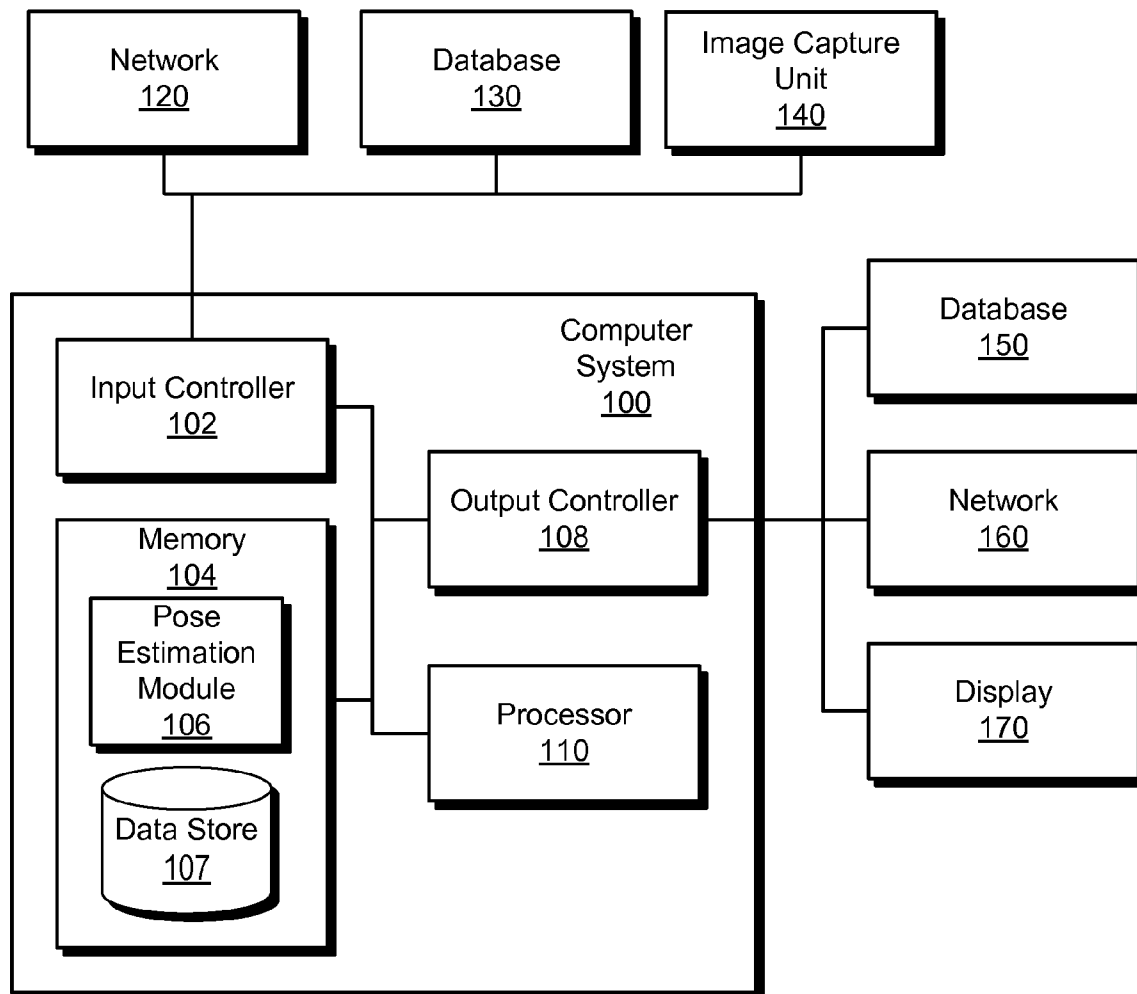 Network
120
Database
130
Image Capture
Unit
140
Computer
System
100
Input Controller
102
Memory
104
Pose
Estimation
Module
106
Data Store
107
Output Controller
108
Processor
110
Database
150
Network
160
Display
170